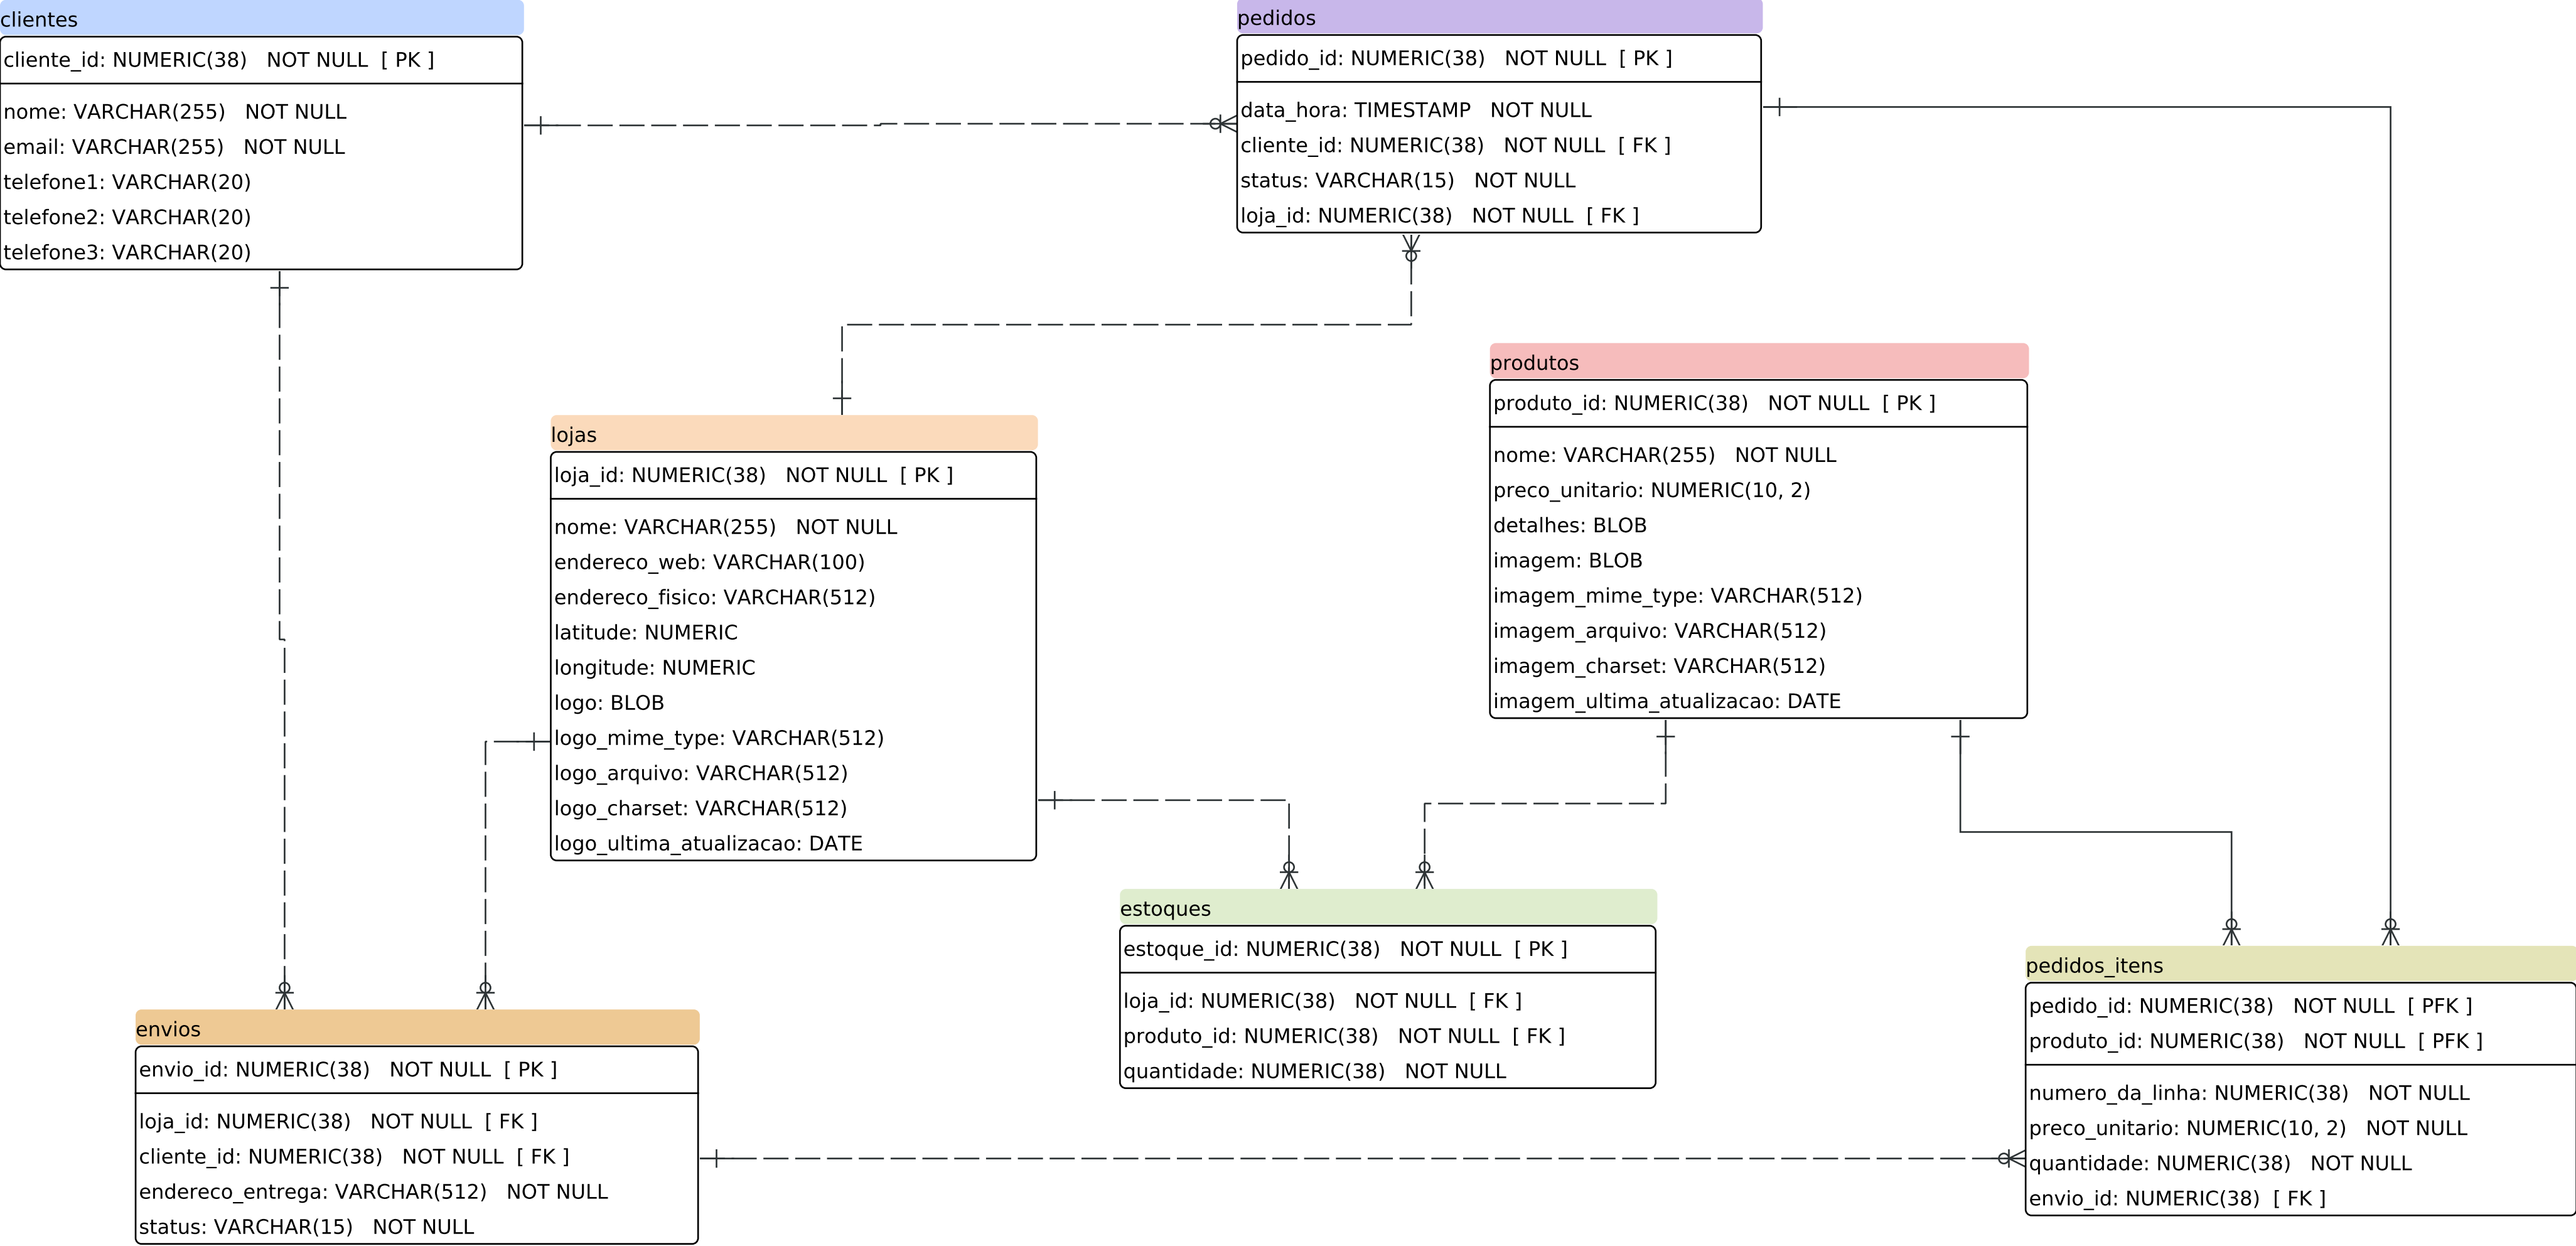 clientes
cliente_id: NUMERIC(38) NOT NULL [ PK ]
nome: VARCHAR(255) NOT NULL
email: VARCHAR(255) NOT NULL
telefone1: VARCHAR(20)
telefone2: VARCHAR(20)
telefone3: VARCHAR(20)
pedidos
pedido_id: NUMERIC(38) NOT NULL [ PK ]
data_hora: TIMESTAMP NOT NULL
cliente_id: NUMERIC(38) NOT NULL [ FK ]
status: VARCHAR(15) NOT NULL
loja_id: NUMERIC(38) NOT NULL [ FK ]
lojas
loja_id: NUMERIC(38) NOT NULL [ PK ]
nome: VARCHAR(255) NOT NULL
endereco_web: VARCHAR(100)
endereco_fisico: VARCHAR(512)
latitude: NUMERIC
longitude: NUMERIC
logo: BLOB
logo_mime_type: VARCHAR(512)
logo_arquivo: VARCHAR(512)
logo_charset: VARCHAR(512)
logo_ultima_atualizacao: DATE
produtos
produto_id: NUMERIC(38) NOT NULL [ PK ]
nome: VARCHAR(255) NOT NULL
preco_unitario: NUMERIC(10, 2)
detalhes: BLOB
imagem: BLOB
imagem_mime_type: VARCHAR(512)
imagem_arquivo: VARCHAR(512)
imagem_charset: VARCHAR(512)
imagem_ultima_atualizacao: DATE
estoques
estoque_id: NUMERIC(38) NOT NULL [ PK ]
loja_id: NUMERIC(38) NOT NULL [ FK ]
produto_id: NUMERIC(38) NOT NULL [ FK ]
quantidade: NUMERIC(38) NOT NULL
pedidos_itens
pedido_id: NUMERIC(38) NOT NULL [ PFK ]
produto_id: NUMERIC(38) NOT NULL [ PFK ]
numero_da_linha: NUMERIC(38) NOT NULL
preco_unitario: NUMERIC(10, 2) NOT NULL
quantidade: NUMERIC(38) NOT NULL
envio_id: NUMERIC(38) [ FK ]
envios
envio_id: NUMERIC(38) NOT NULL [ PK ]
loja_id: NUMERIC(38) NOT NULL [ FK ]
cliente_id: NUMERIC(38) NOT NULL [ FK ]
endereco_entrega: VARCHAR(512) NOT NULL
status: VARCHAR(15) NOT NULL